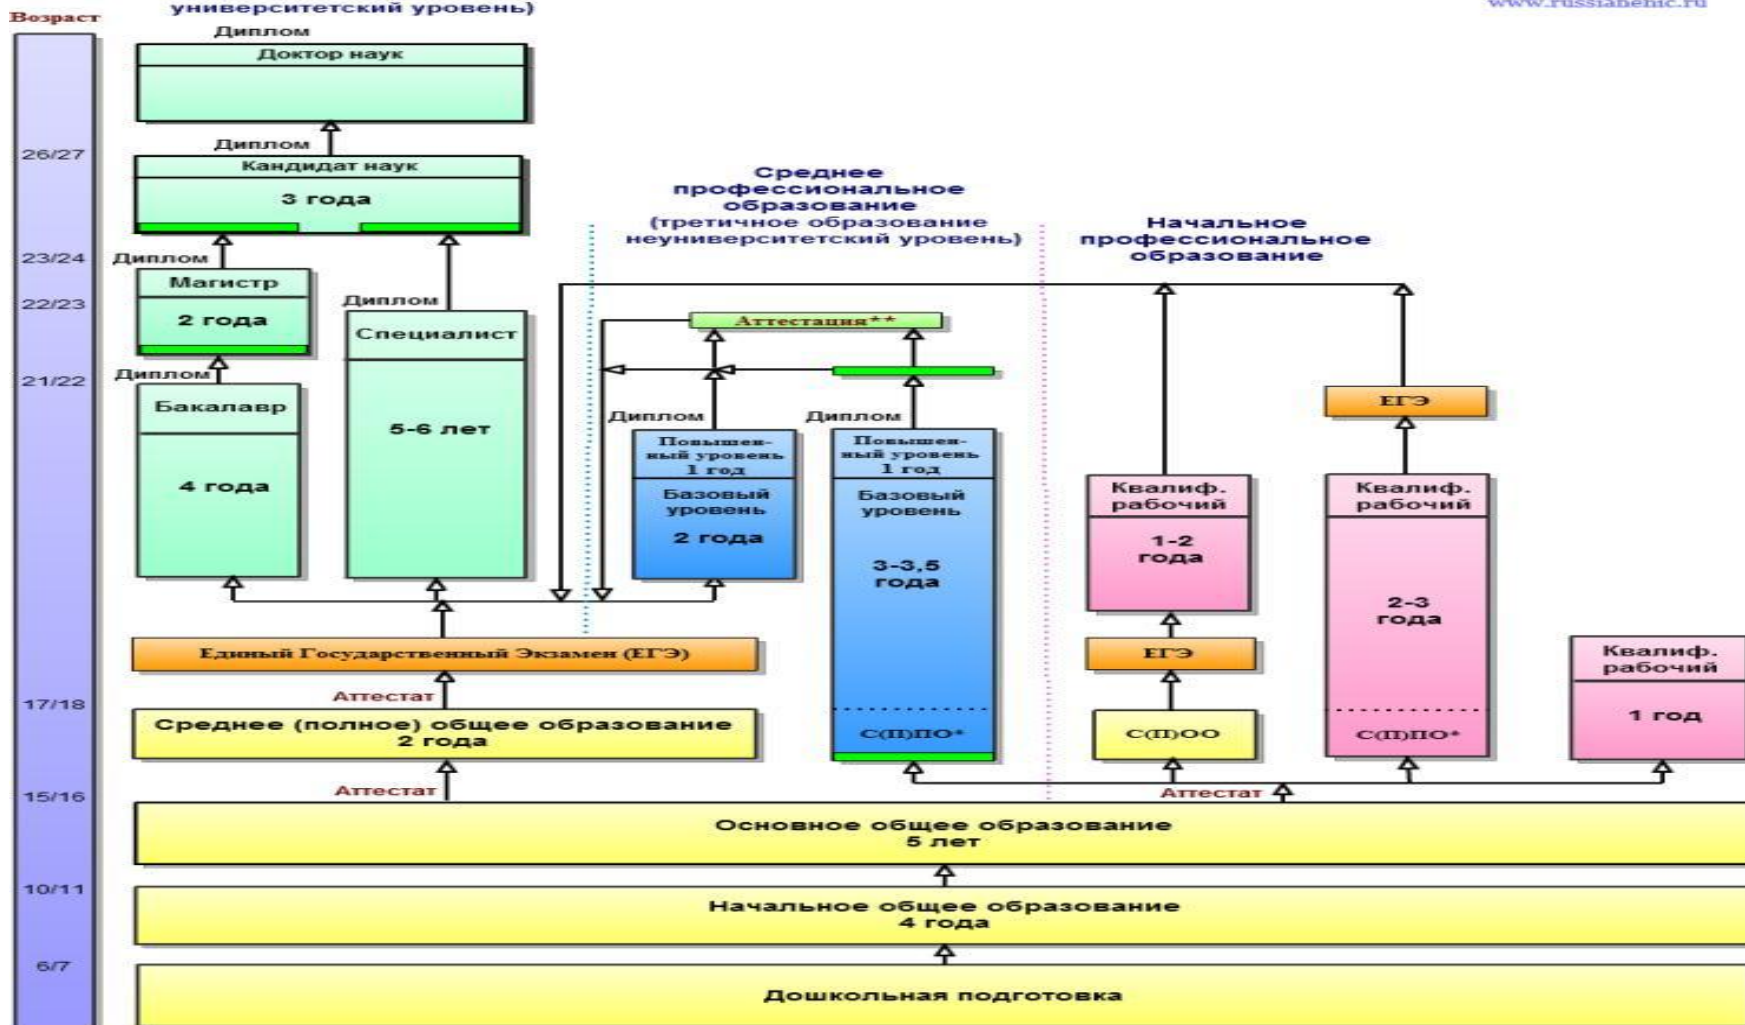 университетский уровень)
www.russianenic.ru
Возраст
Диплом
Доктор наук
26/27
Диплом
Кандидат наук
3 года
Среднее
профессиональное
образование
(третичное образование
неуниверситетский уровень)
Начальное
профессиональное
образование
23/24
Диплом
Магистр
2 года
22/23
Диплом
Специалист
5-6 лет
Аттестация**
21/22
Диплом
Бакалавр
4 года
Диплом
Повышен-
ный уровень
1 год
Базовый
уровень
2 года
Диплом
Повышен-
ный уровень
1 год
Базовый
уровень
3-3,5
года
С(П)ПО*
ЕГЭ
Квалиф.
рабочий
1-2
года
ЕГЭ
С(П)ОО
Квалиф.
рабочий
2-3
года
С(П)ПО*
Квалиф.
рабочий
1 год
Единый Государственный Экзамен (ЕГЭ)
Аттестат
17/18
Среднее (полное) общее образование
2 года
Аттестат
Аттестат
15/16
Основное общее образование
5 лет
10/11
Начальное общее образование
4 года
6/7
Дошкольная подготовка